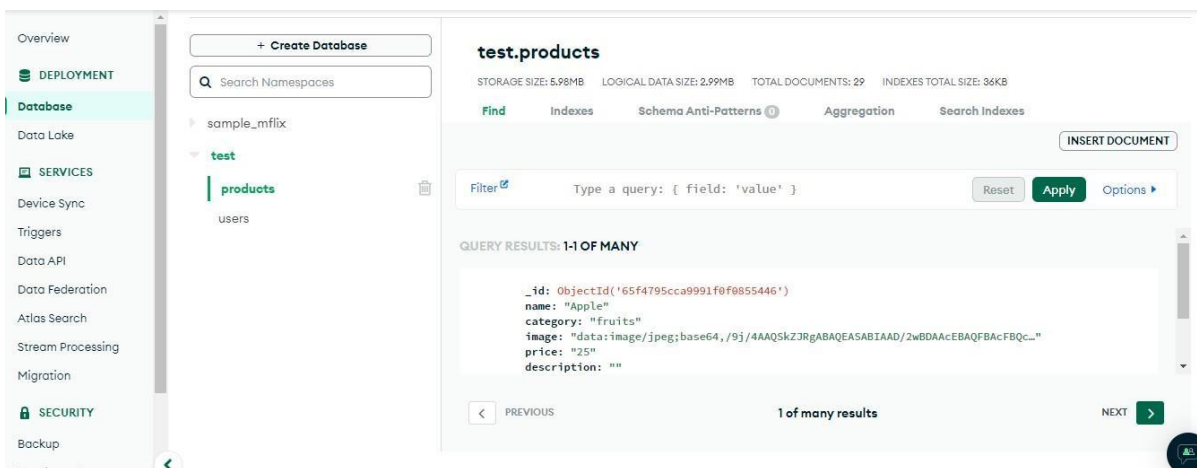 Overview
DEPLOYMENT
Database
Data Lake
SERVICES
Device Sync
Triggers
Data API
Data Federation
Atlas Search
Stream Processing
Migration
SECURITY
Backup
+ Create Database
Search Namespaces
sample_mflix
test
products
users
test.products
STORAGE SIZE: 5.98MB LOGICAL DATA SIZE: 2.99MB TOTAL DOCUMENTS: 29 INDEXES TOTAL SIZE: 36KB
Find Indexes Schema Anti-Patterns 0 Aggregation Search Indexes
INSERT DOCUMENT
Filter Type a query: { field: 'value' } Reset Apply Options
QUERY RESULTS: 1-1 OF MANY
_id: ObjectId('65f4795cca9991f0f0855446')
name: "Apple"
category: "fruits"
image: "data:image/jpeg;base64,/9j/4AAQSkZJRgABAQEASABIAAD/2wBDAAcEBAQFBAcFBQc…"
price: "25"
description: ""
PREVIOUS 1 of many results NEXT